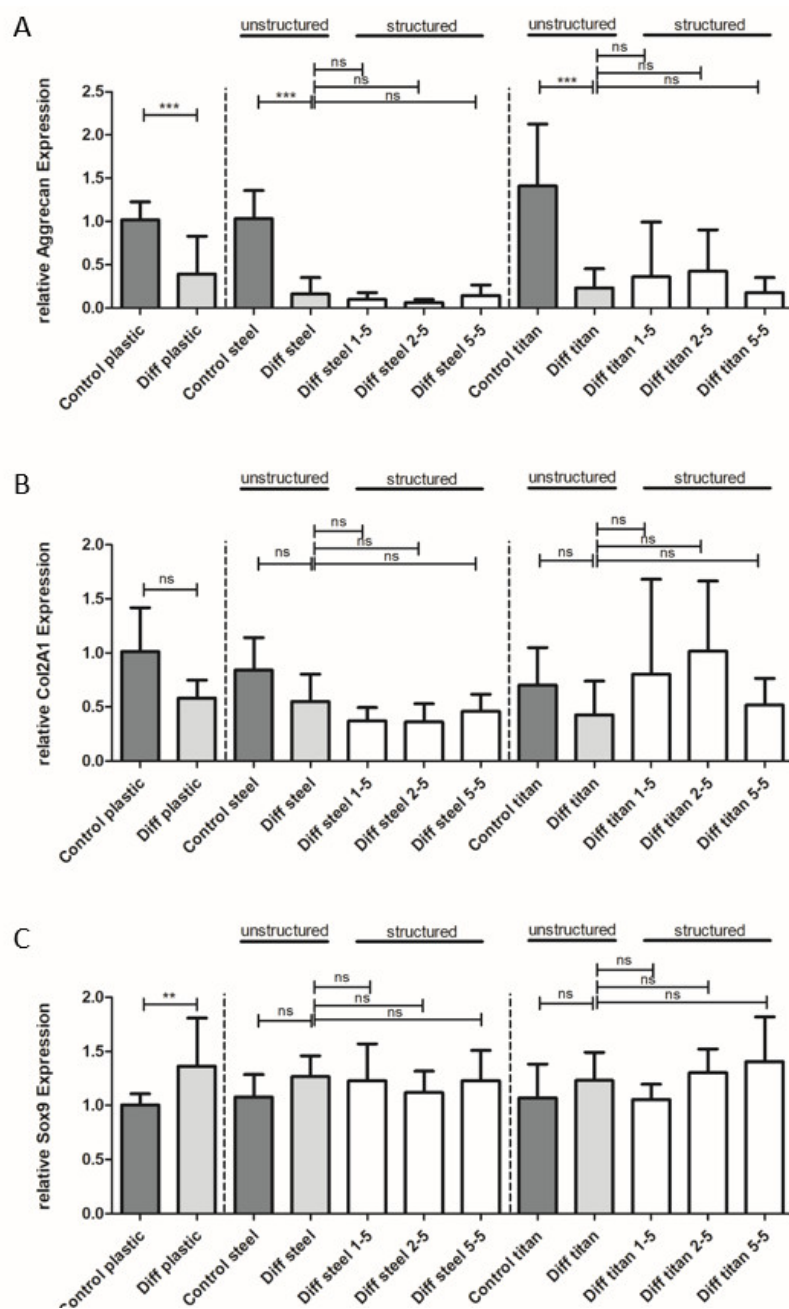 A
unstructured structured unstructured structured
ns ns
ns ns
*** *** ns *** ns
relative Aggrecan Expression
2.5
2.0
1.5
1.0
0.5
0.0
Control plastic
Diff plastic
Control steel
Diff steel
Diff steel 1-5
Diff steel 2-5
Diff steel 5-5
Control titan
Diff titan
Diff titan 1-5
Diff titan 2-5
Diff titan 5-5
B
unstructured structured unstructured structured
ns ns
ns ns
ns ns ns ns ns
relative Col2A1 Expression
2.0
1.5
1.0
0.5
0.0
Control plastic
Diff plastic
Control steel
Diff steel
Diff steel 1-5
Diff steel 2-5
Diff steel 5-5
Control titan
Diff titan
Diff titan 1-5
Diff titan 2-5
Diff titan 5-5
C
unstructured structured unstructured structured
ns ns
ns ns
** ns ns ns ns
relative Sox9 Expression
2.0
1.5
1.0
0.5
0.0
Control plastic
Diff plastic
Control steel
Diff steel
Diff steel 1-5
Diff steel 2-5
Diff steel 5-5
Control titan
Diff titan
Diff titan 1-5
Diff titan 2-5
Diff titan 5-5